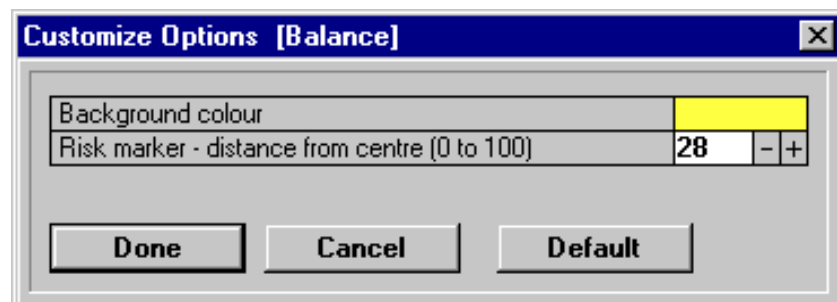 Customize Options [Balance]
Background colour
Risk marker - distance from centre (0 to 100) 28 - +
Done Cancel Default